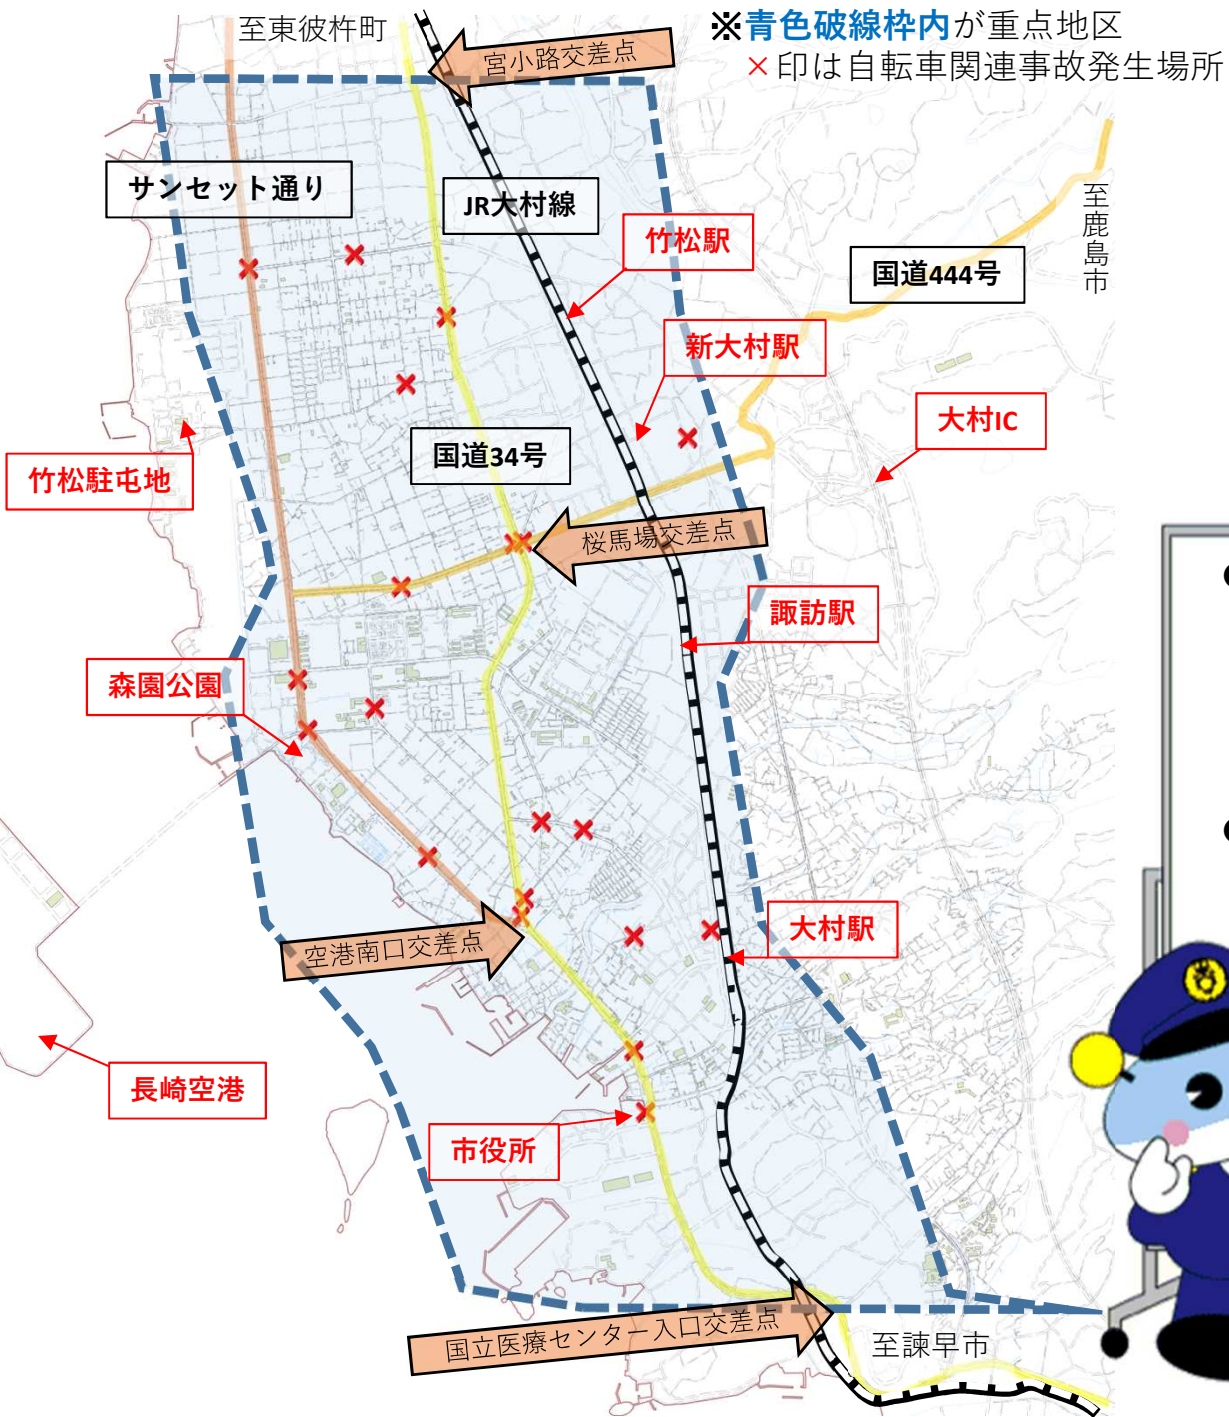 ※青色破線枠内が重点地区
×印は自転車関連事故発生場所
至東彼杵町
宮小路交差点
サンセット通り
JR大村線
竹松駅
至鹿島市
国道444号
新大村駅
大村IC
国道34号
竹松駐屯地
桜馬場交差点
諏訪駅
森園公園
大村駅
空港南口交差点
長崎空港
市役所
国立医療センター入口交差点
至諫早市